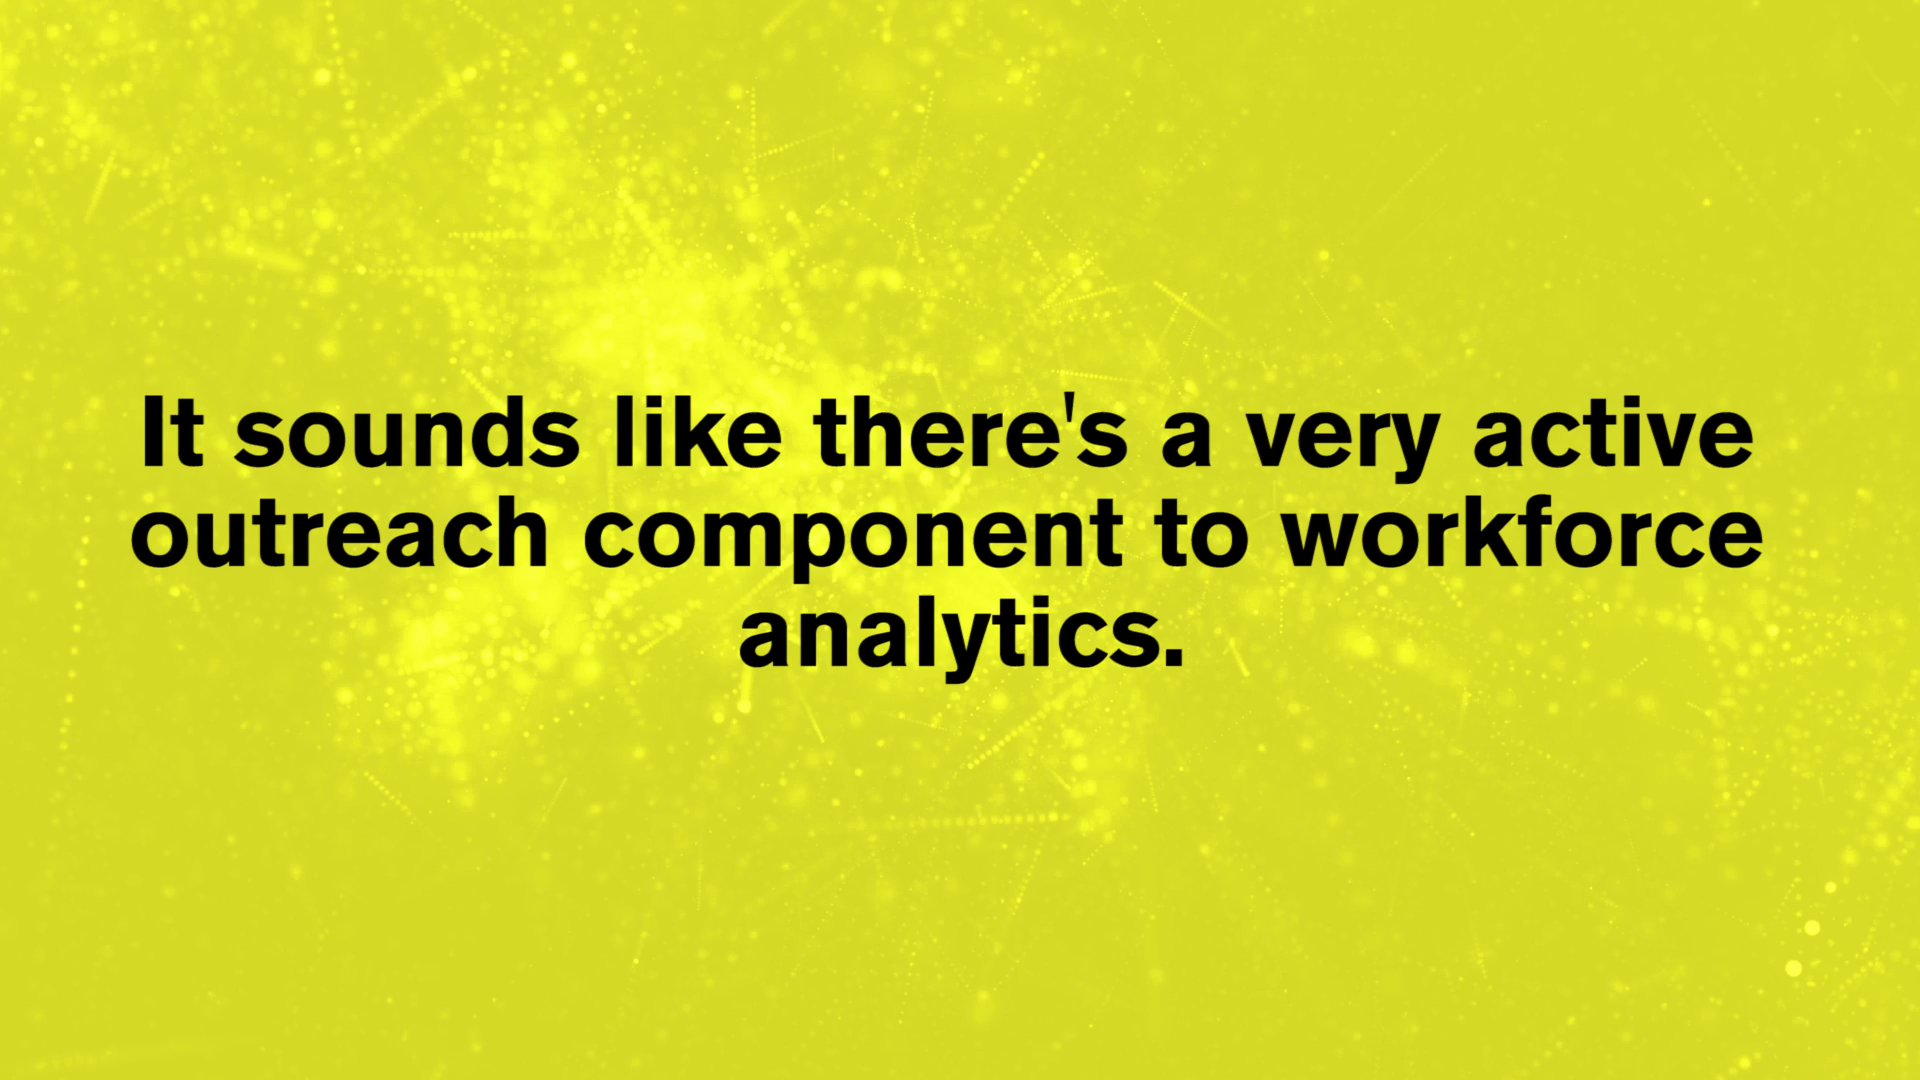 It sounds like there's a very active
outreach component to workforce
analytics.